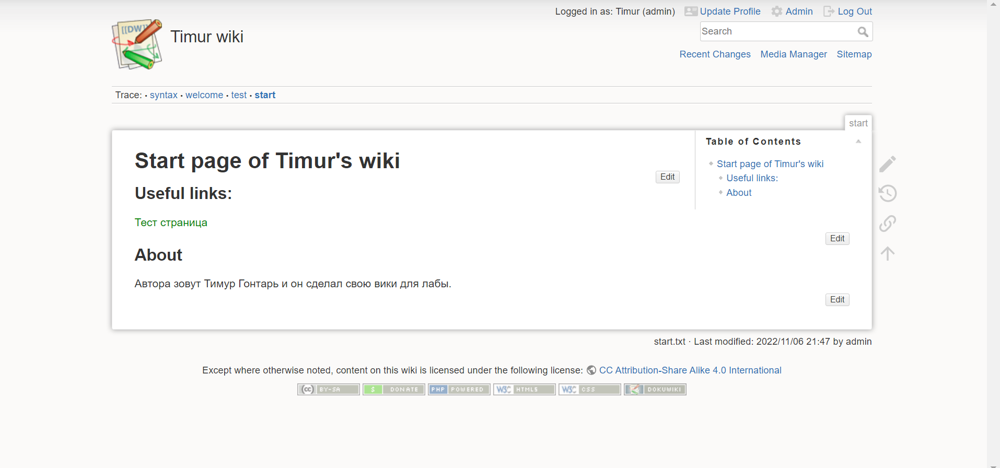 Logged in as: Timur (admin) Update Profile Admin Log Out
[[DW]]
Timur wiki
Search
Recent Changes Media Manager Sitemap
Trace: • syntax • welcome • test • start
start
Table of Contents
Start page of Timur's wiki
Useful links:
About
Start page of Timur's wiki
Edit
Useful links:
Тест страница
Edit
About
Автора зовут Тимур Гонтарь и он сделал свою вики для лабы.
Edit
start.txt · Last modified: 2022/11/06 21:47 by admin
Except where otherwise noted, content on this wiki is licensed under the following license: CC Attribution-Share Alike 4.0 International
cc BY-SA $ DONATE PHP POWERED W3C HTML5 W3C CSS DOKUWIKI